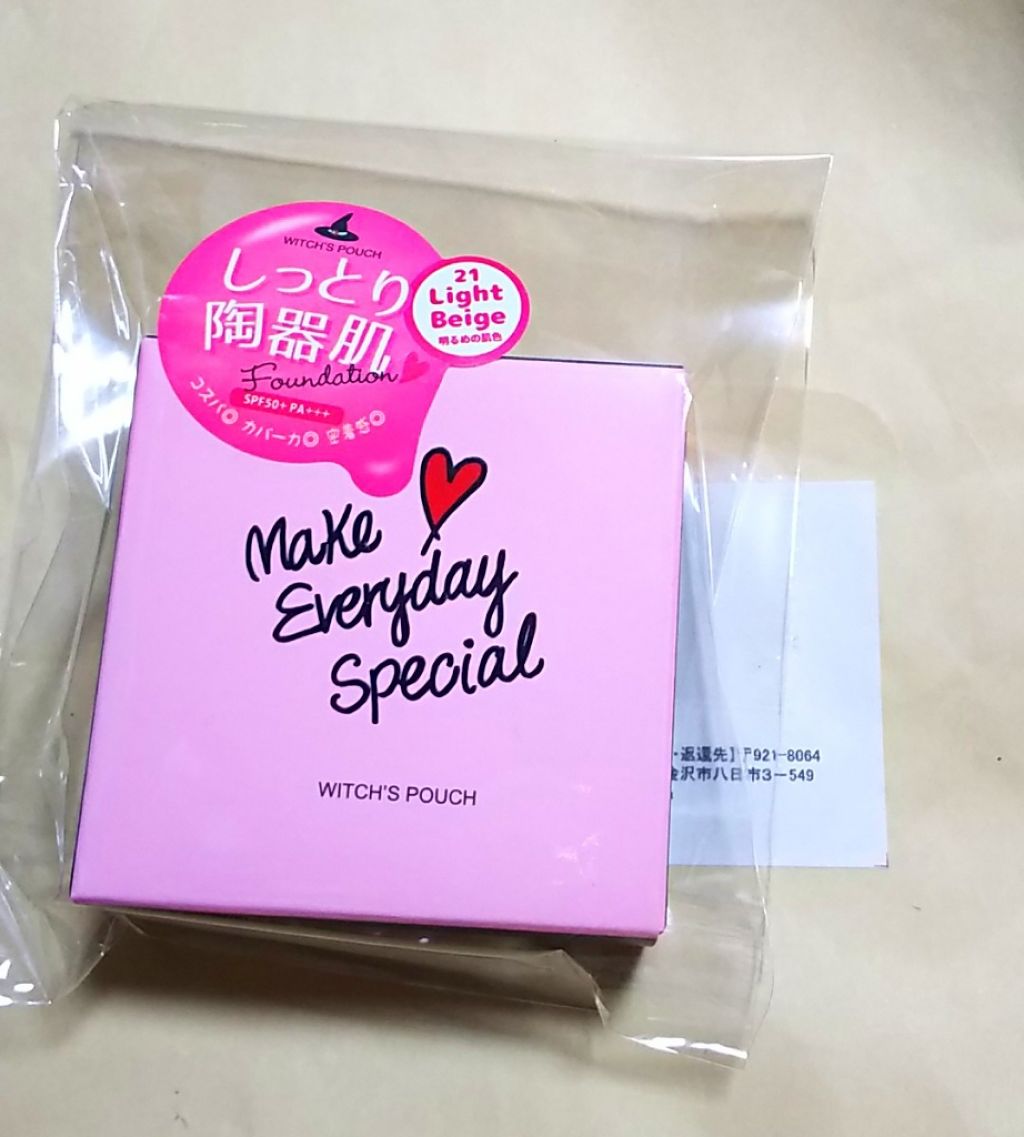 WITCH'S POUCH
しっとり
陶器肌
Foundation
SPF50+ PA+++
コスパ◎ カバー力◎ 密着感◎
21
Light
Beige
明るめの肌色
Make
Everyday
Special
WITCH'S POUCH
・返還先】〒921-8064
金沢市八日市3-549